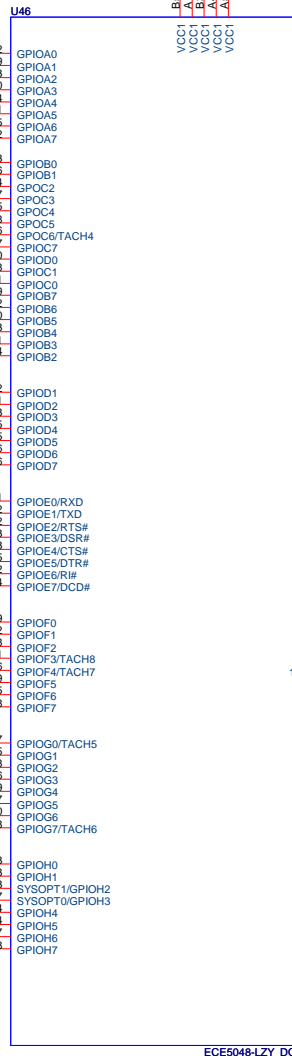 U46
VCC1
VCC1
VCC1
VCC1
VCC1
GPIOA0
GPIOA1
GPIOA2
GPIOA3
GPIOA4
GPIOA5
GPIOA6
GPIOA7
GPIOB0
GPIOB1
GPOC2
GPOC3
GPOC4
GPOC5
GPOC6/TACH4
GPIOC7
GPIOD0
GPIOC1
GPIOC0
GPIOB7
GPIOB6
GPIOB5
GPIOB4
GPIOB3
GPIOB2
GPIOD1
GPIOD2
GPIOD3
GPIOD4
GPIOD5
GPIOD6
GPIOD7
GPIOE0/RXD
GPIOE1/TXD
GPIOE2/RTS#
GPIOE3/DSR#
GPIOE4/CTS#
GPIOE5/DTR#
GPIOE6/RI#
GPIOE7/DCD#
GPIOF0
GPIOF1
GPIOF2
GPIOF3/TACH8
GPIOF4/TACH7
GPIOF5
GPIOF6
GPIOF7
GPIOG0/TACH5
GPIOG1
GPIOG2
GPIOG3
GPIOG4
GPIOG5
GPIOG6
GPIOG7/TACH6
GPIOH0
GPIOH1
SYSOPT1/GPIOH2
SYSOPT0/GPIOH3
GPIOH4
GPIOH5
GPIOH6
GPIOH7
ECE5048-LZY